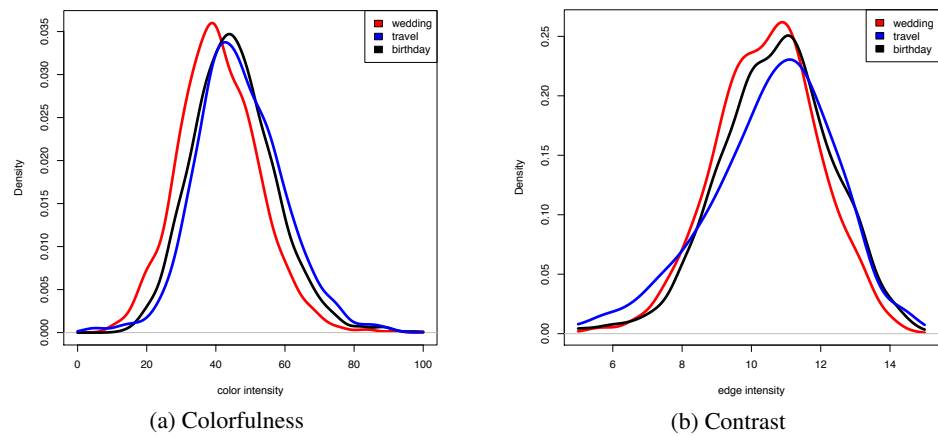 wedding
travel
birthday
Density
0.000 0.005 0.010 0.015 0.020 0.025 0.030 0.035
0 20 40 60 80 100
color intensity
(a) Colorfulness
wedding
travel
birthday
Density
0.00 0.05 0.10 0.15 0.20 0.25
6 8 10 12 14
edge intensity
(b) Contrast